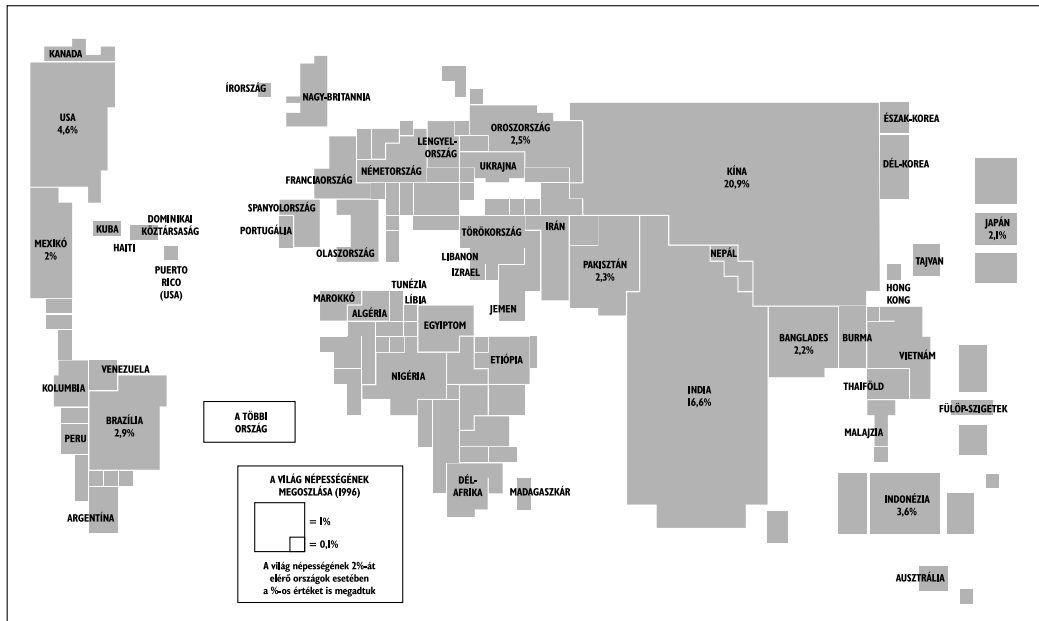 KANADA
USA
4,6%
MEXIKÓ
2%
KUBA
HAITI
DOMINIKAI
KÖZTÁRSASÁG
PUERTO
RICO
(USA)
VENEZUELA
KOLUMBIA
BRAZÍLIA
2,9%
PERU
ARGENTÍNA
ÍRORSZÁG
NAGY-BRITANNIA
LENGYEL-
ORSZÁG
OROSZORSZÁG
2,5%
UKRAJNA
NÉMETORSZÁG
FRANCIAORSZÁG
SPANYOLORSZÁG
PORTUGÁLIA
OLASZORSZÁG
TÖRÖKORSZÁG
LIBANON
IZRAEL
IRÁN
JEMEN
PAKISZTÁN
2,3%
TUNÉZIA
LÍBIA
MAROKKÓ
ALGÉRIA
EGYIPTOM
ETIÓPIA
NIGÉRIA
DÉL-
AFRIKA
MADAGASZKÁR
KÍNA
20,9%
ÉSZAK-KOREA
DÉL-KOREA
JAPÁN
2,1%
TAJVAN
HONG
KONG
NEPÁL
INDIA
16,6%
BANGLADES
2,2%
BURMA
VIETNÁM
THAIFÖLD
MALAJZIA
FÜLÖP-SZIGETEK
INDONÉZIA
3,6%
AUSZTRÁLIA
A TÖBBI
ORSZÁG
A VILÁG NÉPESSÉGÉNEK
MEGOSZLÁSA (1996)
= 1%
= 0,1%
A világ népességének 2%-át
elérő országok esetében
a %-os értéket is megadtuk